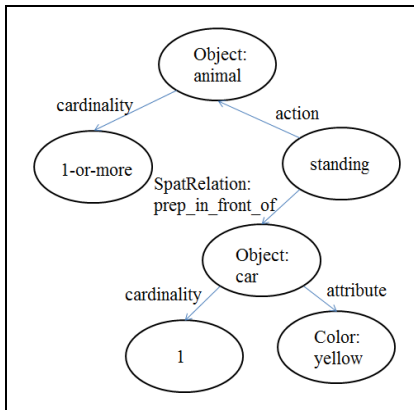 Object:
animal
cardinality
action
1-or-more
standing
SpatRelation:
prep_in_front_of
Object:
car
cardinality
attribute
1
Color:
yellow